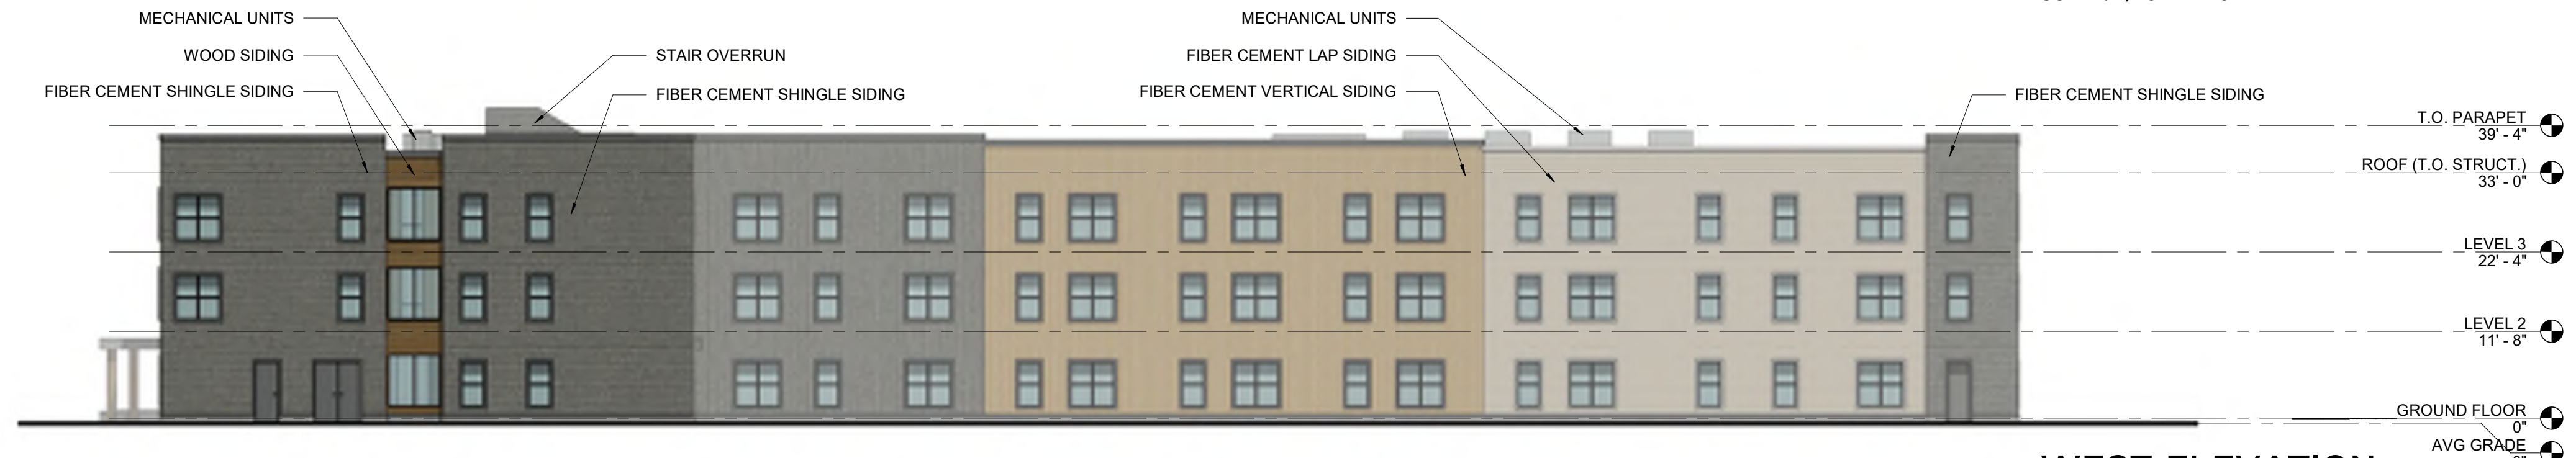 MECHANICAL UNITS
WOOD SIDING
FIBER CEMENT SHINGLE SIDING
STAIR OVERRUN
FIBER CEMENT SHINGLE SIDING
MECHANICAL UNITS
FIBER CEMENT LAP SIDING
FIBER CEMENT VERTICAL SIDING
FIBER CEMENT SHINGLE SIDING
T.O. PARAPET
39' - 4"
ROOF (T.O. STRUCT.)
33' - 0"
LEVEL 3
22' - 4"
LEVEL 2
11' - 8"
GROUND FLOOR
0"
AVG GRADE
WEST ELEVATION